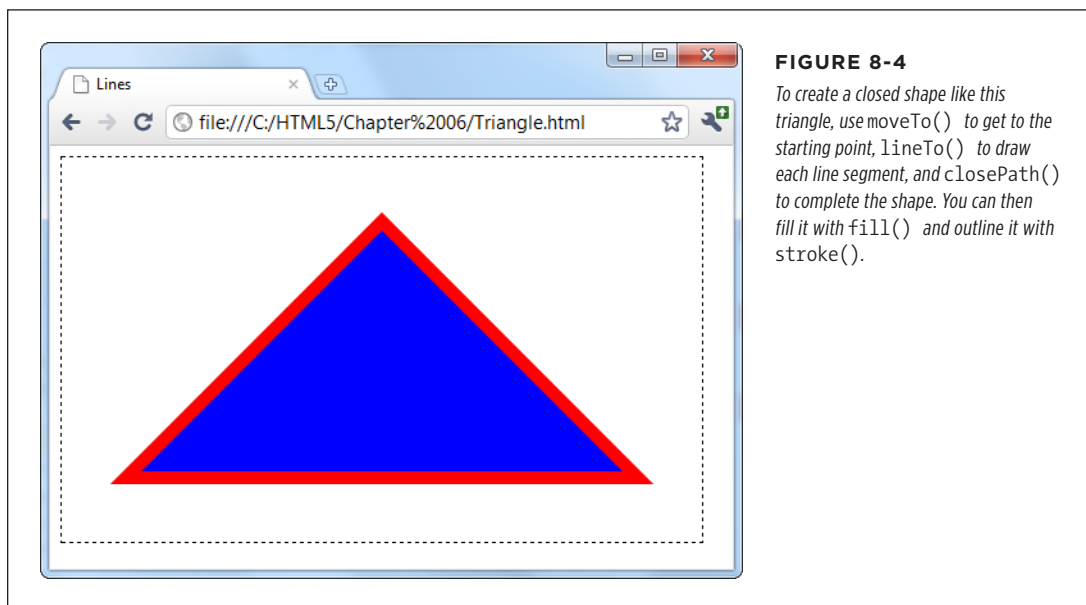 Lines
file:///C:/HTML5/Chapter%2006/Triangle.html
FIGURE 8-4
To create a closed shape like this
triangle, use moveTo() to get to the
starting point, lineTo() to draw
each line segment, and closePath()
to complete the shape. You can then
fill it with fill() and outline it with
stroke().